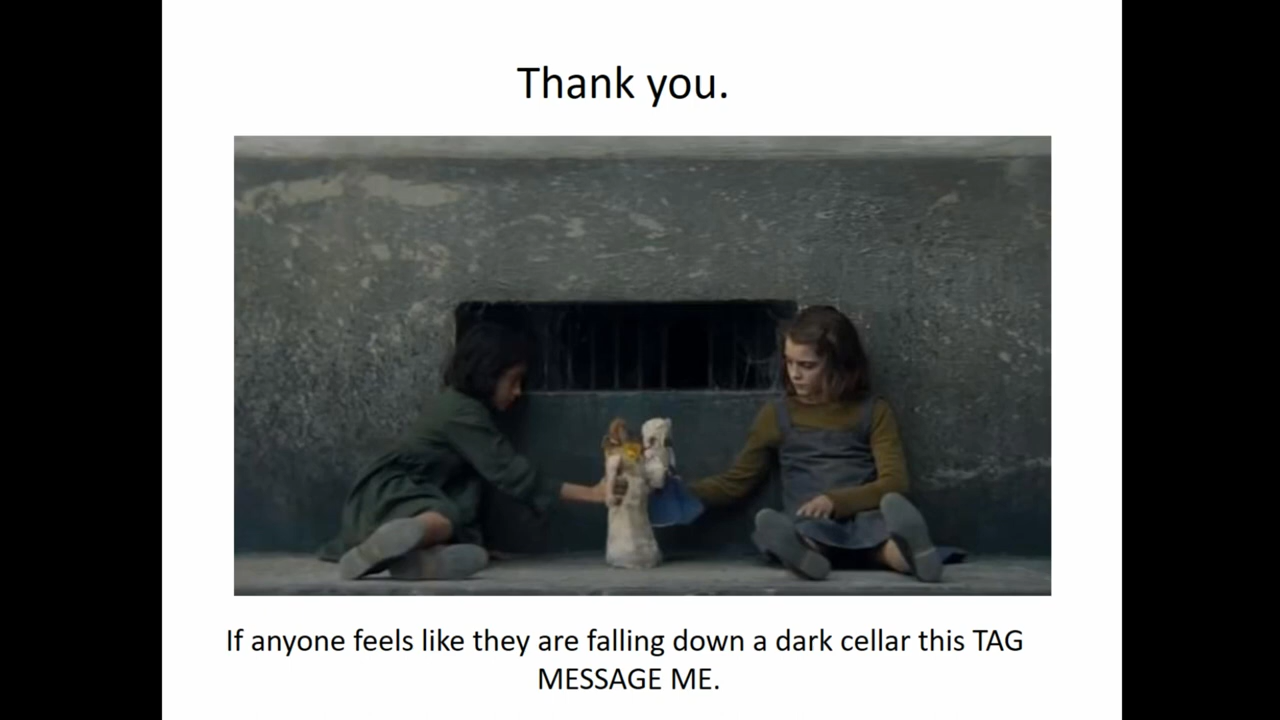 Thank you.
If anyone feels like they are falling down a dark cellar this TAG
MESSAGE ME.